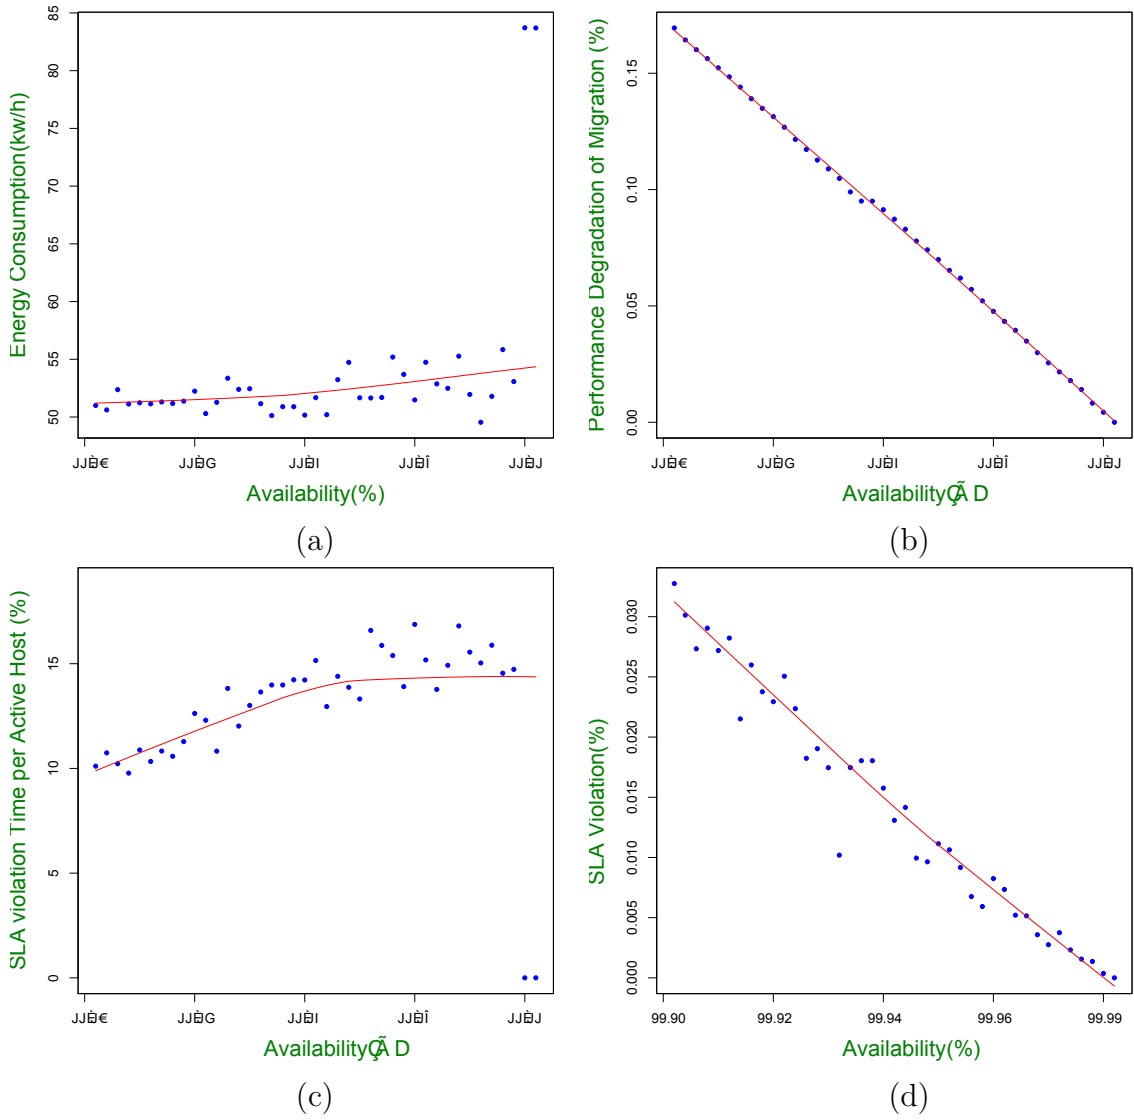 Energy Consumption(kw/h)
85
80
75
70
65
60
55
50
Availability(%)
(a)
Performance Degradation of Migration (%)
0.15
0.10
0.05
0.00
Availability
(b)
SLA violation Time per Active Host (%)
15
10
5
0
Availability
(c)
SLA Violation(%)
0.030
0.025
0.020
0.015
0.010
0.005
0.000
99.90 99.92 99.94 99.96 99.99
Availability(%)
(d)